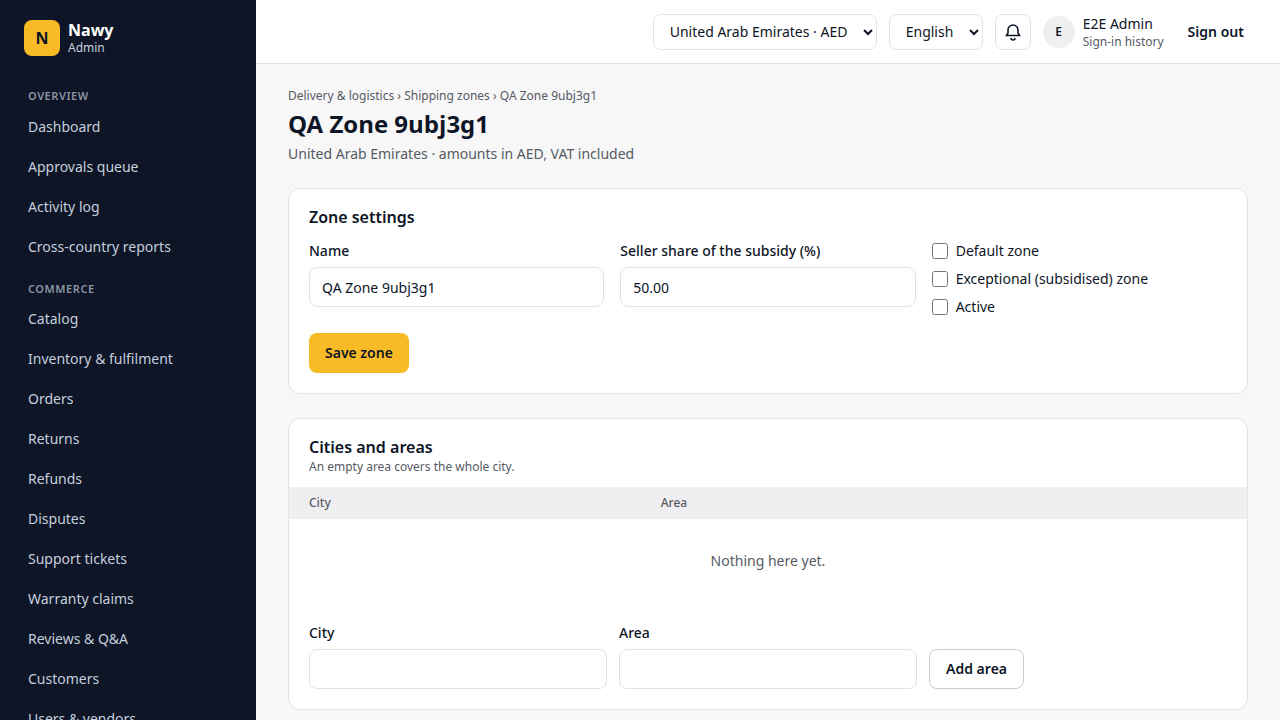 N
Nawy
Admin
OVERVIEW
Dashboard
Approvals queue
Activity log
Cross-country reports
COMMERCE
Catalog
Inventory & fulfilment
Orders
Returns
Refunds
Disputes
Support tickets
Warranty claims
Reviews & Q&A
Customers
Users & vendors
United Arab Emirates · AED
English
E
E2E Admin
Sign-in history
Sign out
Delivery & logistics › Shipping zones › QA Zone 9ubj3g1
QA Zone 9ubj3g1
United Arab Emirates · amounts in AED, VAT included
Zone settings
Name
Seller share of the subsidy (%)
QA Zone 9ubj3g1
50.00
Default zone
Exceptional (subsidised) zone
Active
Save zone
Cities and areas
An empty area covers the whole city.
City Area
Nothing here yet.
City Area
Add area